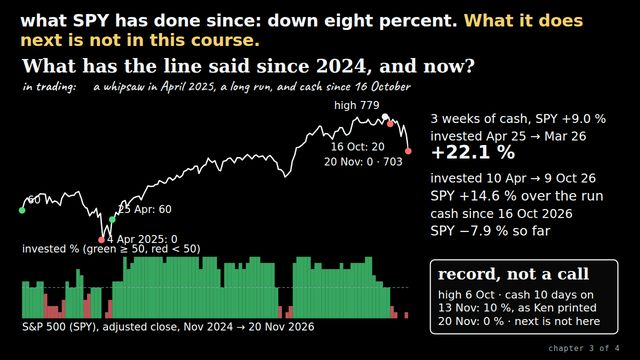 what SPY has done since: down eight percent. What it does
next is not in this course.
What has the line said since 2024, and now?
in trading: a whipsaw in April 2025, a long run, and cash since 16 October
high 779
16 Oct: 20
20 Nov: 0 · 703
60
25 Apr: 60
4 Apr 2025: 0
invested % (green ≥ 50, red < 50)
S&P 500 (SPY), adjusted close, Nov 2024 → 20 Nov 2026
3 weeks of cash, SPY +9.0 %
invested Apr 25 → Mar 26
+22.1 %
invested 10 Apr → 9 Oct 26
SPY +14.6 % over the run
cash since 16 Oct 2026
SPY −7.9 % so far
record, not a call
high 6 Oct · cash 10 days on
13 Nov: 10 %, as Ken printed
20 Nov: 0 % · next is not here
chapter 3 of 4